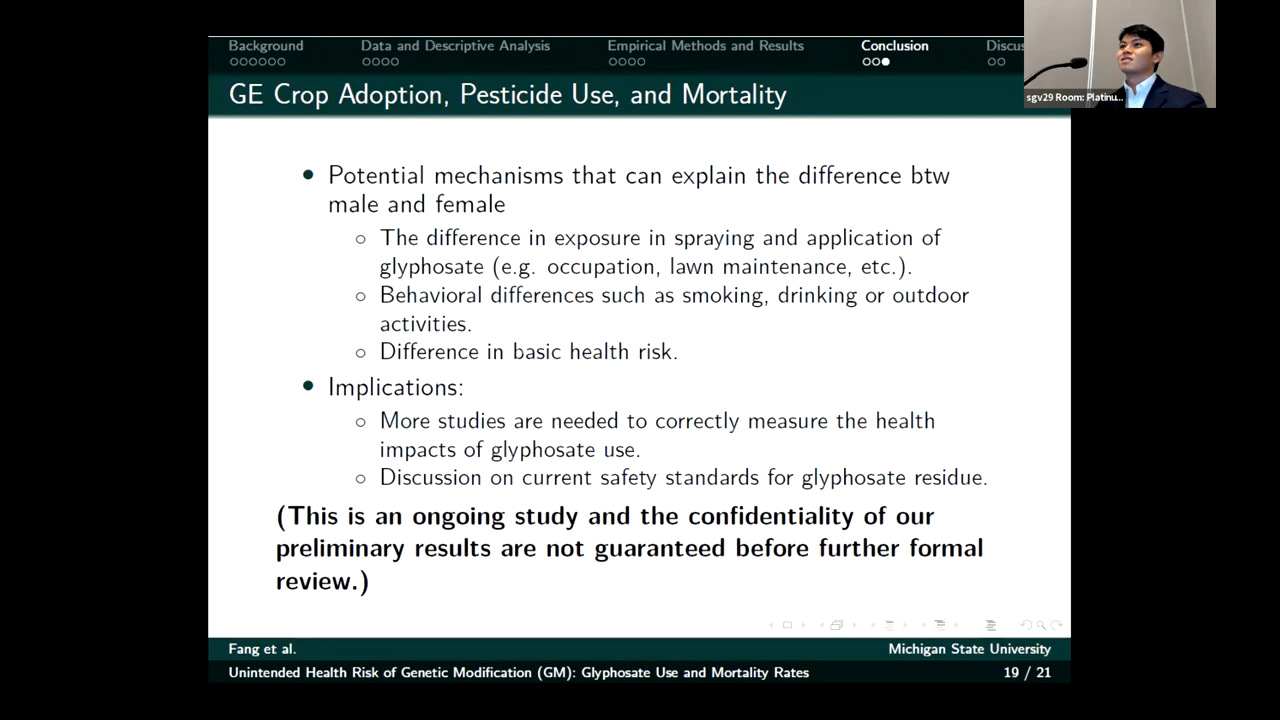 Background Data and Descriptive Analysis Empirical Methods and Results Conclusion Discus
GE Crop Adoption, Pesticide Use, and Mortality
sgv29 Room: Platinu...
• Potential mechanisms that can explain the difference btw
male and female
○ The difference in exposure in spraying and application of
glyphosate (e.g. occupation, lawn maintenance, etc.).
○ Behavioral differences such as smoking, drinking or outdoor
activities.
○ Difference in basic health risk.
• Implications:
○ More studies are needed to correctly measure the health
impacts of glyphosate use.
○ Discussion on current safety standards for glyphosate residue.
(This is an ongoing study and the confidentiality of our
preliminary results are not guaranteed before further formal
review.)
Fang et al. Michigan State University
Unintended Health Risk of Genetic Modification (GM): Glyphosate Use and Mortality Rates 19 / 21